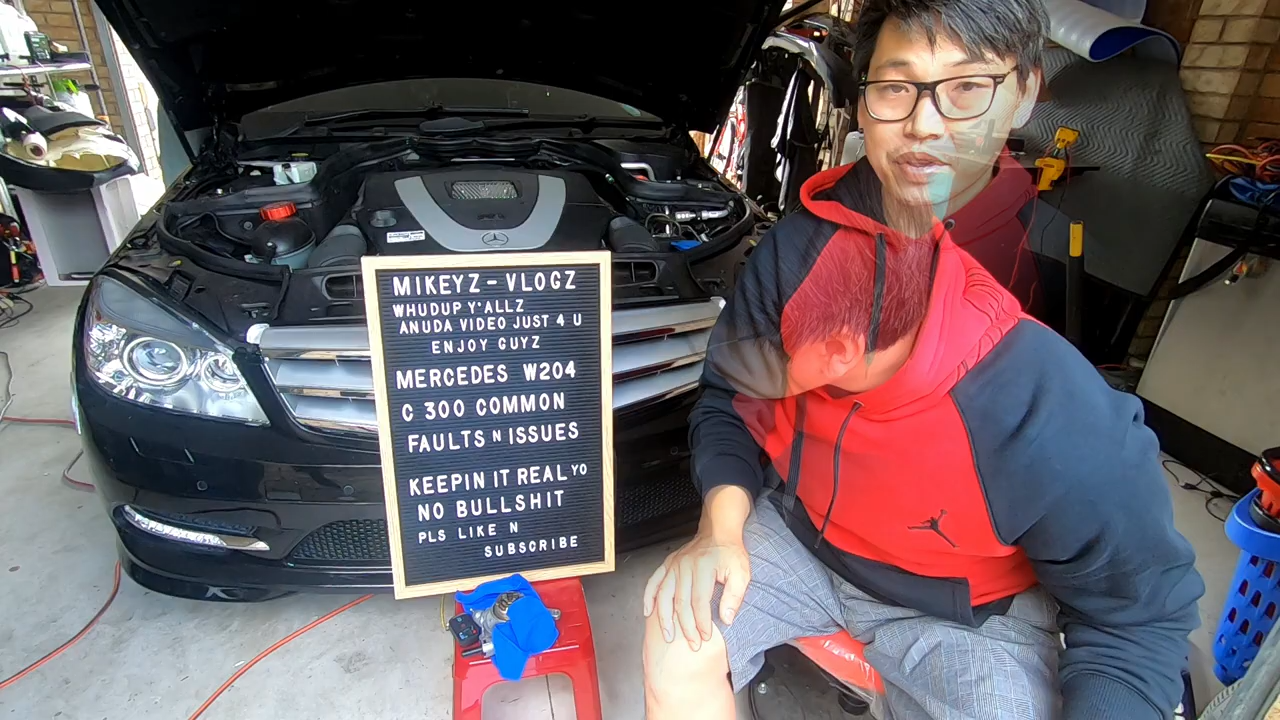 MIKEYZ-VLOGZ
WHUDUP Y'ALLZ
ANUDA VIDEO JUST 4 U
ENJOY GUYZ
MERCEDES W204
C 300 COMMON
FAULTS N ISSUES
KEEPIN IT REAL YO
NO BULLSHIT
PLS LIKE N
SUBSCRIBE